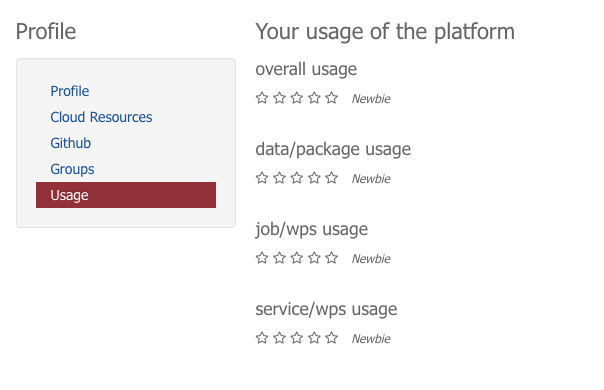 Profile
Profile
Cloud Resources
Github
Groups
Usage
Your usage of the platform
overall usage
Newbie
data/package usage
Newbie
job/wps usage
Newbie
service/wps usage
Newbie